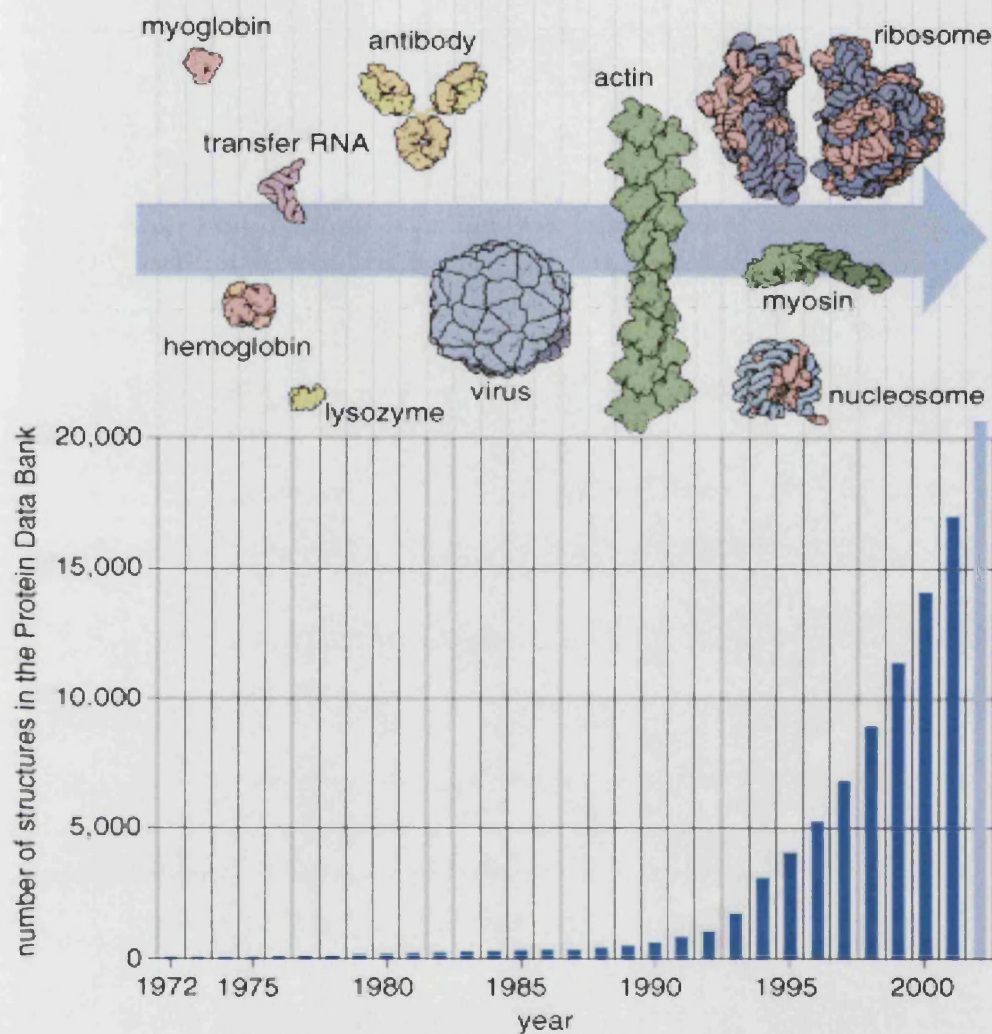 myoglobin
antibody
ribosome
actin
transfer RNA
hemoglobin
myosin
lysozyme
virus
nucleosome
number of structures in the Protein Data Bank
20,000
15,000
10,000
5,000
0
1972 1975 1980 1985 1990 1995 2000
year